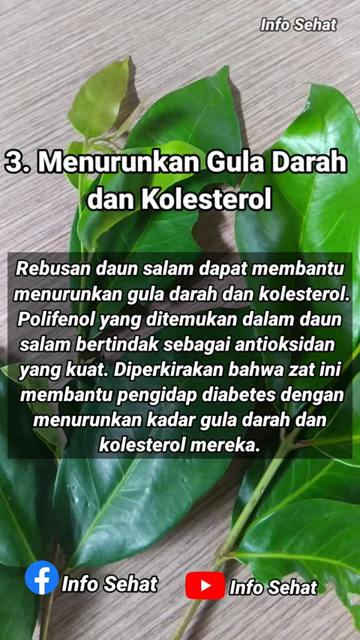 Info Sehat
3. Menurunkan Gula Darah
dan Kolesterol
Rebusan daun salam dapat membantu
menurunkan gula darah dan kolesterol.
Polifenol yang ditemukan dalam daun
salam bertindak sebagai antioksidan
yang kuat. Diperkirakan bahwa zat ini
membantu pengidap diabetes dengan
menurunkan kadar gula darah dan
kolesterol mereka.
Info Sehat
Info Sehat